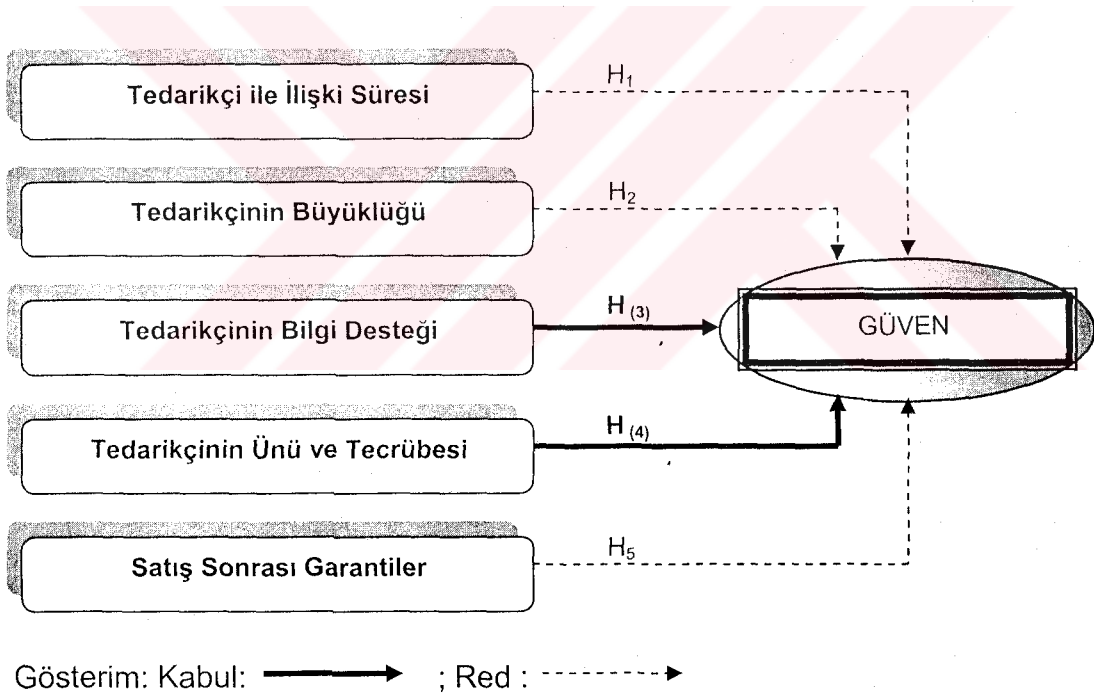 Tedarikçi ile İlişki Süresi
H₁
Tedarikçinin Büyüklüğü
H₂
Tedarikçinin Bilgi Desteği
H (3)
GÜVEN
Tedarikçinin Ünü ve Tecrübesi
H (4)
Satış Sonrası Garantiler
H₅
Gösterim: Kabul: ; Red :